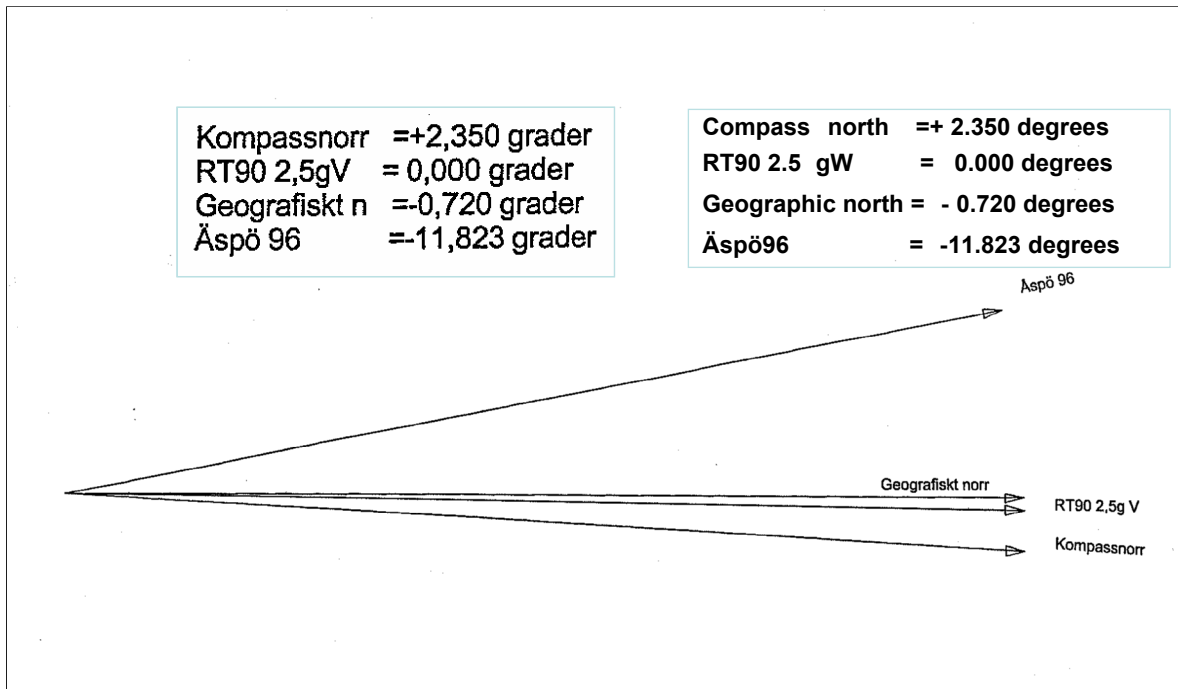 Kompassnorr =+2,350 grader
RT90 2,5gV = 0,000 grader
Geografiskt n =-0,720 grader
Äspö 96 =-11,823 grader
Compass north =+ 2.350 degrees
RT90 2.5 gW = 0.000 degrees
Geographic north = - 0.720 degrees
Äspö96 = -11.823 degrees
Äspö 96
Geografiskt norr
RT90 2,5g V
Kompassnorr